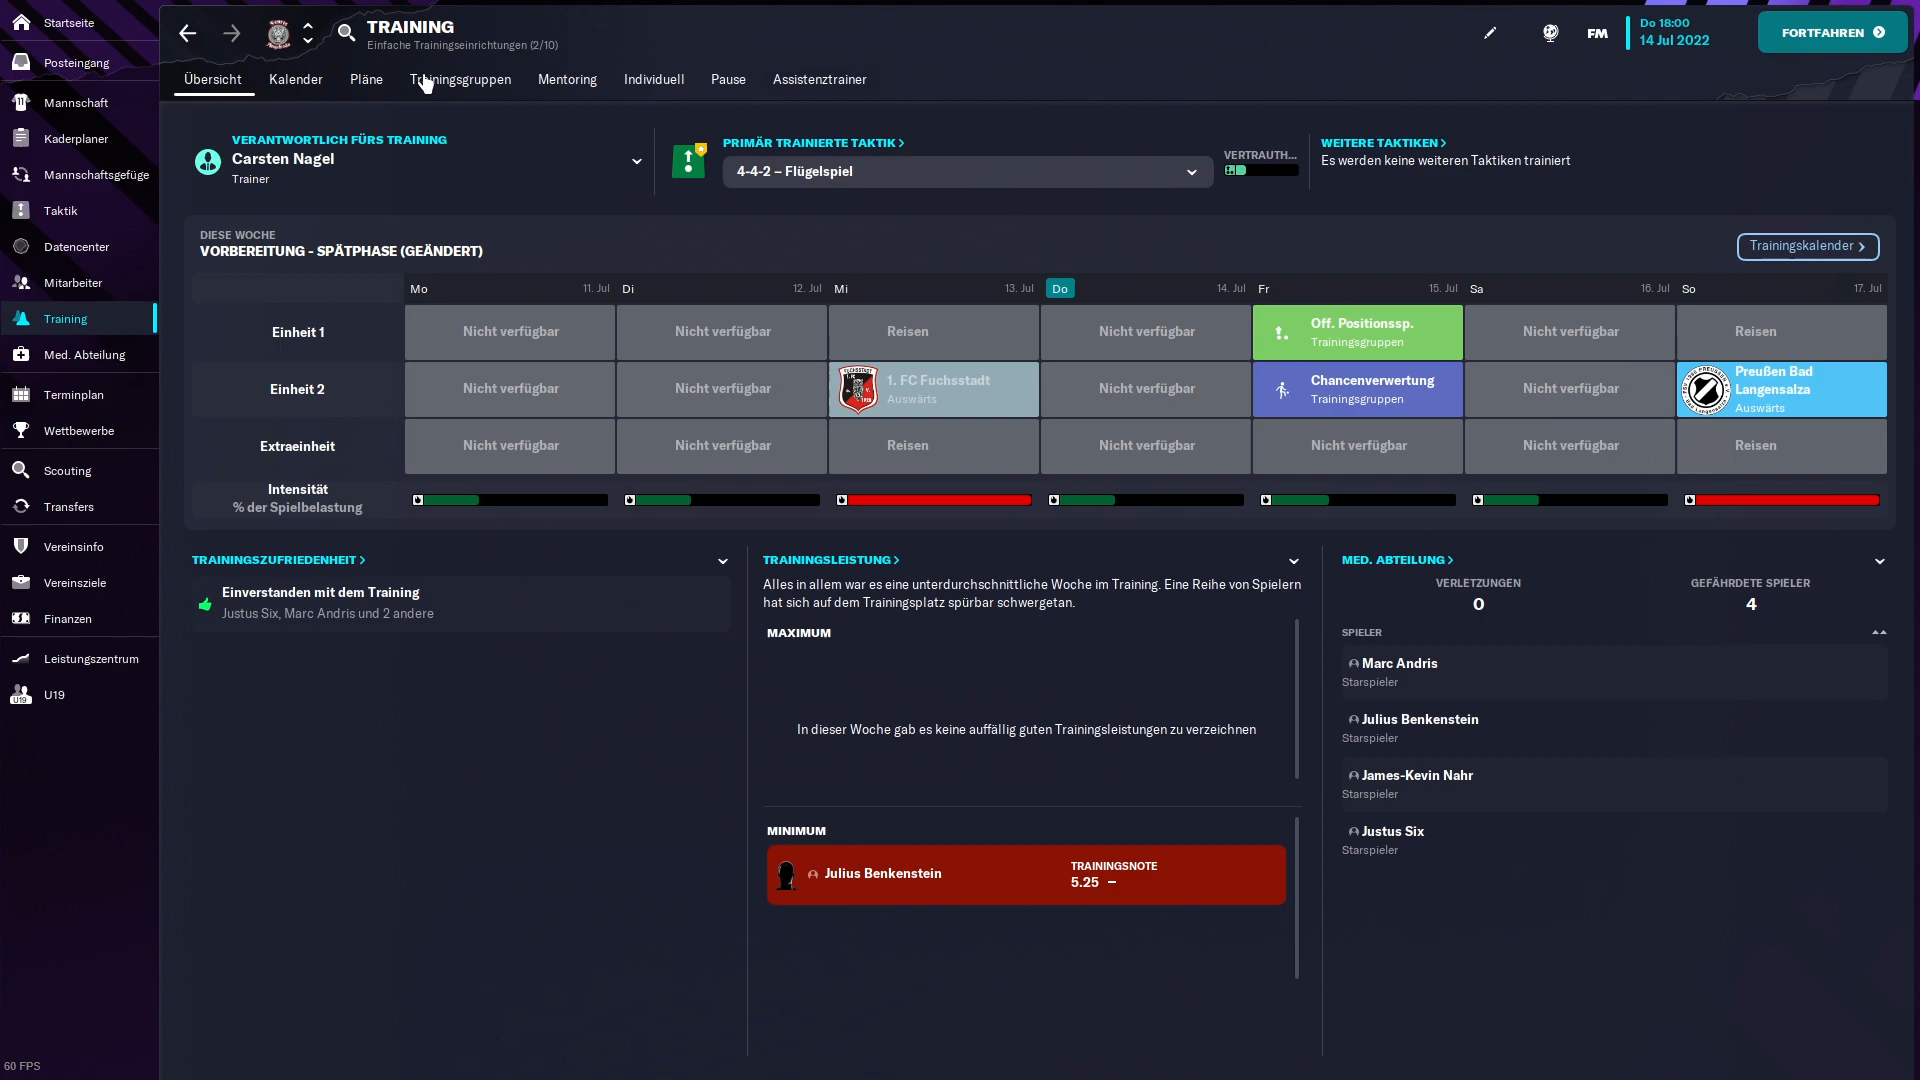 Startseite
Posteingang
Mannschaft
Kaderplaner
Mannschaftsgefüge
Taktik
Datencenter
Mitarbeiter
Training
Med. Abteilung
Terminplan
Wettbewerbe
Scouting
Transfers
Vereinsinfo
Vereinsziele
Finanzen
Leistungszentrum
U19
60 FPS
TRAINING
Einfache Trainingseinrichtungen (2/10)
FM
Do 18:00
14 Jul 2022
FORTFAHREN
Übersicht Kalender Pläne Trainingsgruppen Mentoring Individuell Pause Assistenztrainer
VERANTWORTLICH FÜRS TRAINING
Carsten Nagel
Trainer
PRIMÄR TRAINIERTE TAKTIK
4-4-2 – Flügelspiel
VERTRAUTH...
WEITERE TAKTIKEN
Es werden keine weiteren Taktiken trainiert
DIESE WOCHE
VORBEREITUNG - SPÄTPHASE (GEÄNDERT)
Trainingskalender
Mo 11. Jul Di 12. Jul Mi 13. Jul Do 14. Jul Fr 15. Jul Sa 16. Jul So 17. Jul
Einheit 1 Nicht verfügbar Nicht verfügbar Reisen Nicht verfügbar Off. Positionssp. Nicht verfügbar Reisen
Trainingsgruppen
Einheit 2 Nicht verfügbar Nicht verfügbar 1. FC Fuchsstadt Nicht verfügbar Chancenverwertung Nicht verfügbar Preußen Bad
Langensalza
Auswärts Trainingsgruppen Auswärts
Extraeinheit Nicht verfügbar Nicht verfügbar Reisen Nicht verfügbar Nicht verfügbar Nicht verfügbar Reisen
Intensität
% der Spielbelastung
TRAININGSZUFRIEDENHEIT
Einverstanden mit dem Training
Justus Six, Marc Andris und 2 andere
TRAININGSLEISTUNG
Alles in allem war es eine unterdurchschnittliche Woche im Training. Eine Reihe von Spielern
hat sich auf dem Trainingsplatz spürbar schwergetan.
MAXIMUM
In dieser Woche gab es keine auffällig guten Trainingsleistungen zu verzeichnen
MINIMUM
Julius Benkenstein
TRAININGSNOTE
5.25 –
MED. ABTEILUNG
VERLETZUNGEN GEFÄHRDETE SPIELER
0 4
SPIELER
Marc Andris
Starspieler
Julius Benkenstein
Starspieler
James-Kevin Nahr
Starspieler
Justus Six
Starspieler